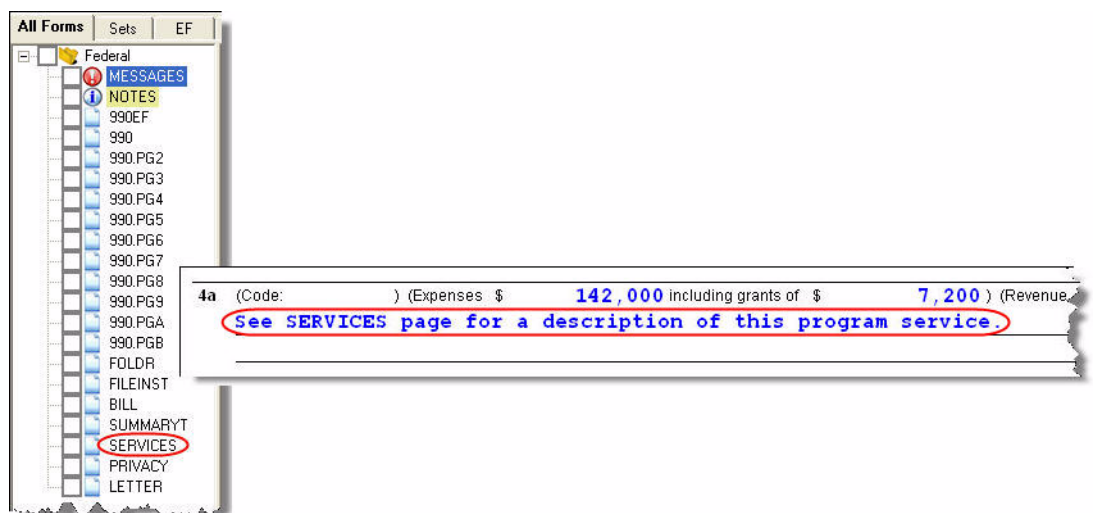 All Forms Sets EF
Federal
MESSAGES
NOTES
990EF
990
990.PG2
990.PG3
990.PG4
990.PG5
990.PG6
990.PG7
990.PG8
990.PG9
990.PGA
990.PGB
FOLDR
FILEINST
BILL
SUMMARYT
SERVICES
PRIVACY
LETTER
4a (Code: ) (Expenses $ 142,000 including grants of $ 7,200 ) (Revenue
See SERVICES page for a description of this program service.